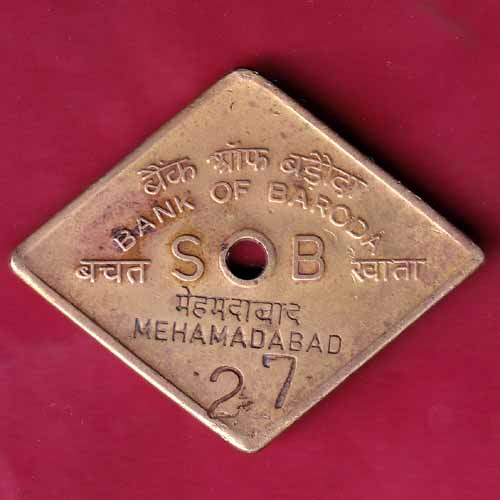 बैंक ऑफ बड़ौदा
BANK OF BARODA
बचत S O B खाता
मेहमदाबाद
MEHAMADABAD
27